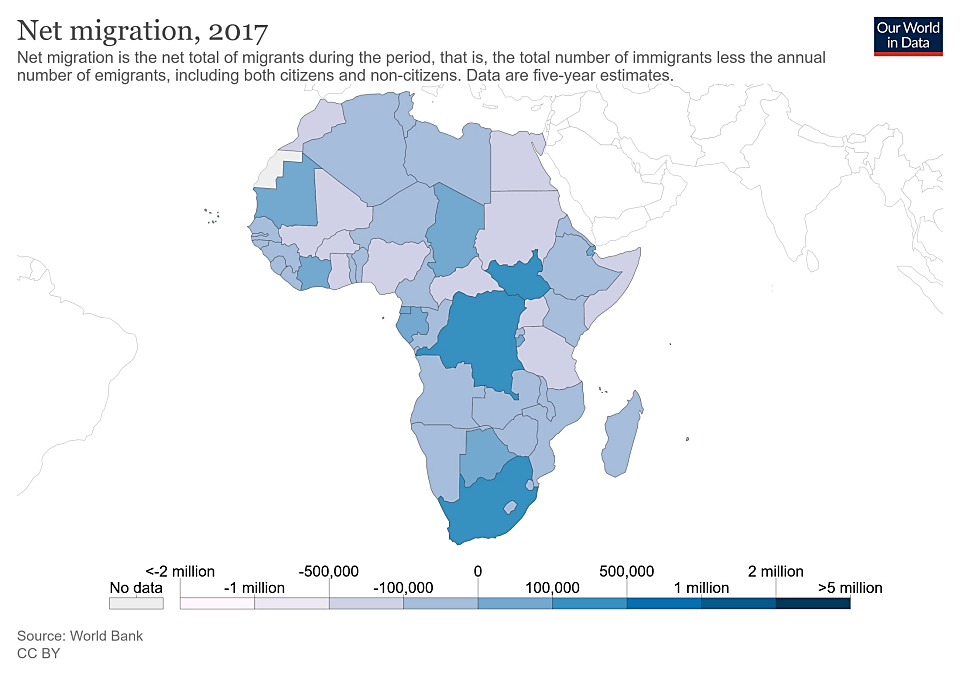 Net migration, 2017
Our World
in Data
Net migration is the net total of migrants during the period, that is, the total number of immigrants less the annual
number of emigrants, including both citizens and non-citizens. Data are five-year estimates.
<-2 million -500,000 0 500,000 2 million
No data -1 million -100,000 100,000 1 million >5 million
Source: World Bank
CC BY